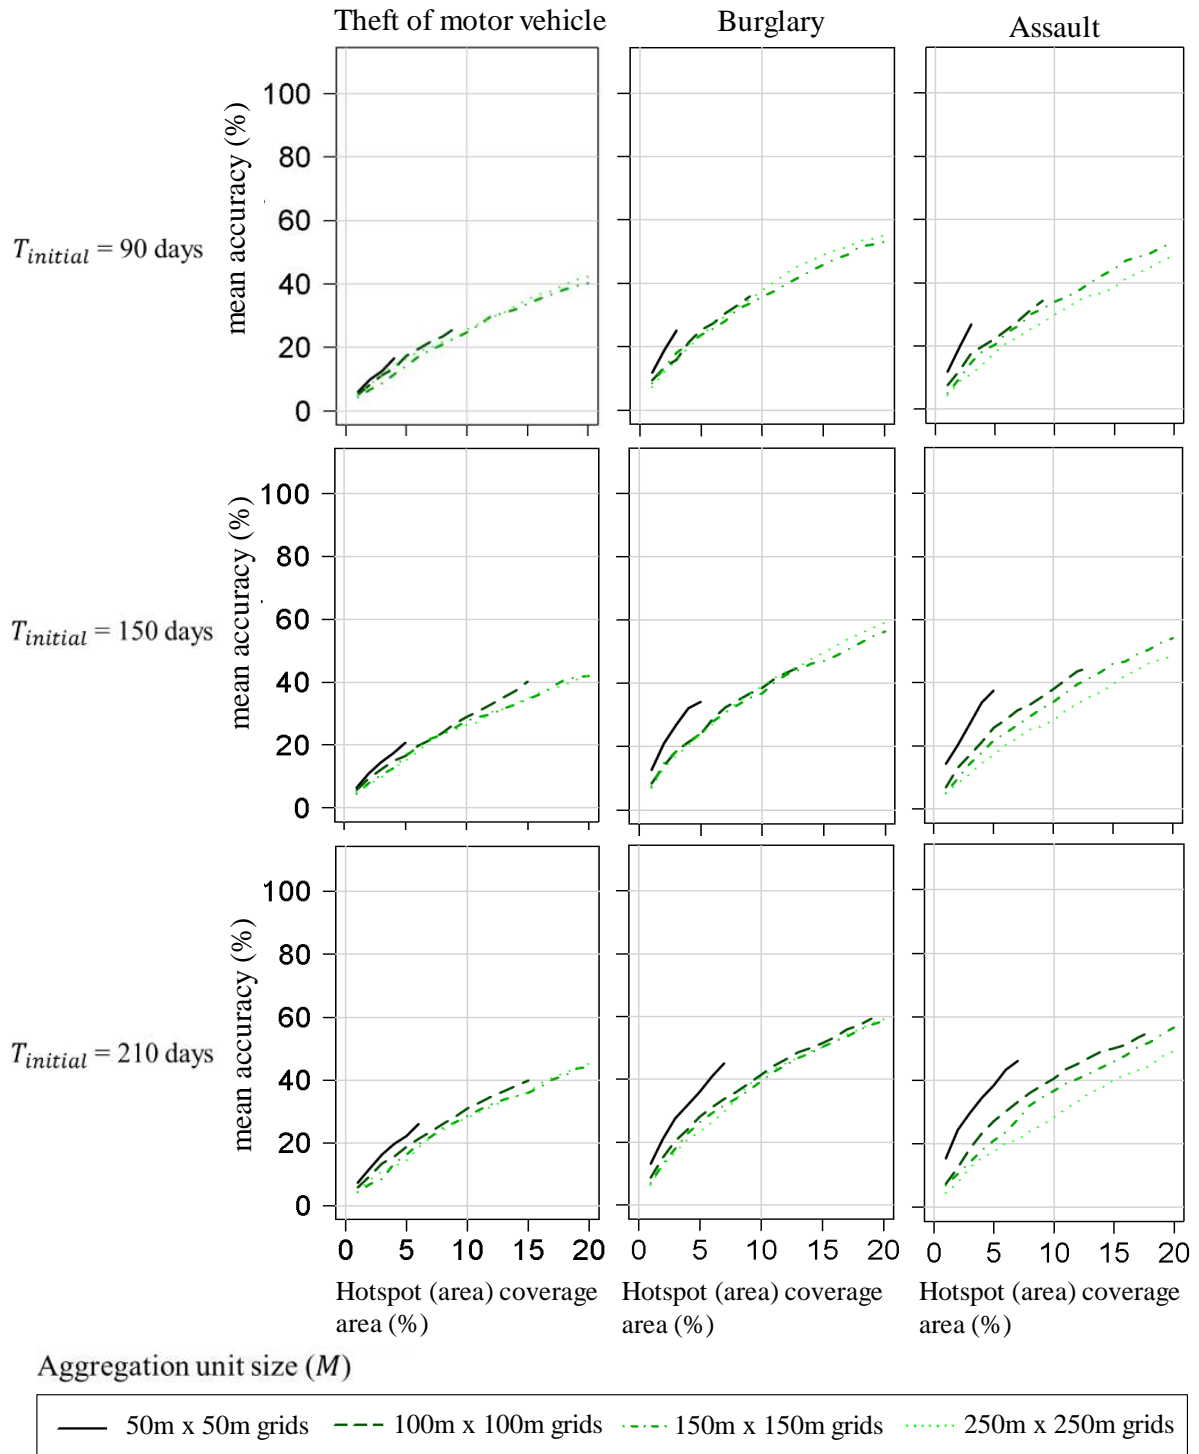 Theft of motor vehicle Burglary Assault
T_initial = 90 days
mean accuracy (%)
100
80
60
40
20
0
T_initial = 150 days
mean accuracy (%)
100
80
60
40
20
0
T_initial = 210 days
mean accuracy (%)
100
80
60
40
20
0
0 5 10 15 20 0 5 10 15 20 0 5 10 15 20
Hotspot (area) coverage Hotspot (area) coverage Hotspot (area) coverage
area (%) area (%) area (%)
Aggregation unit size (M)
50m x 50m grids 100m x 100m grids 150m x 150m grids 250m x 250m grids